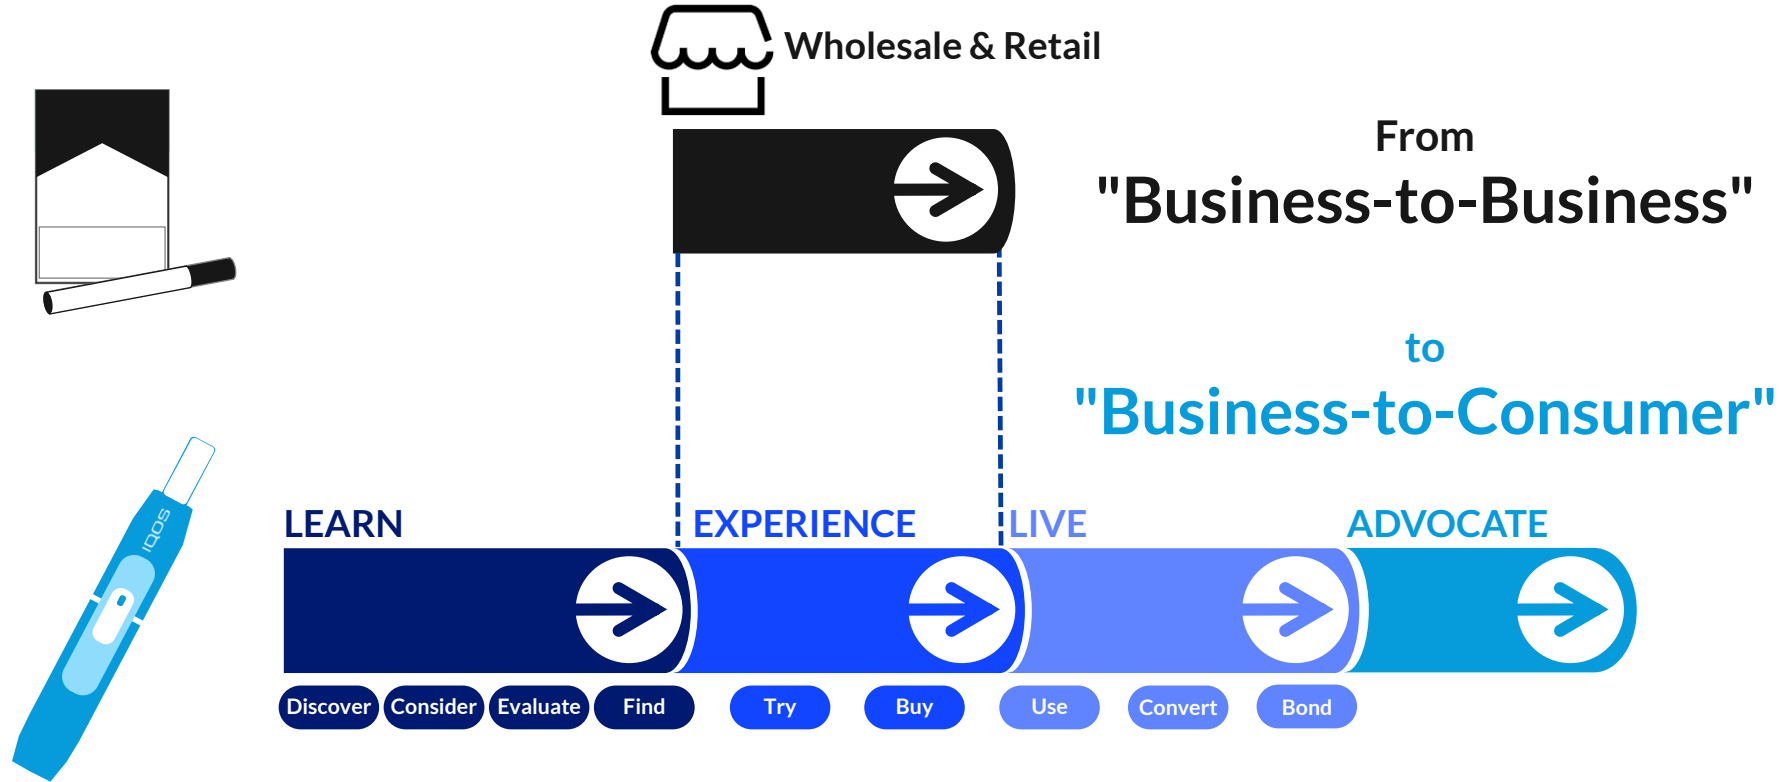 Wholesale & Retail
From
"Business-to-Business"
to
"Business-to-Consumer"
IQOS
LEARN
EXPERIENCE
LIVE
ADVOCATE
Discover
Consider
Evaluate
Find
Try
Buy
Use
Convert
Bond